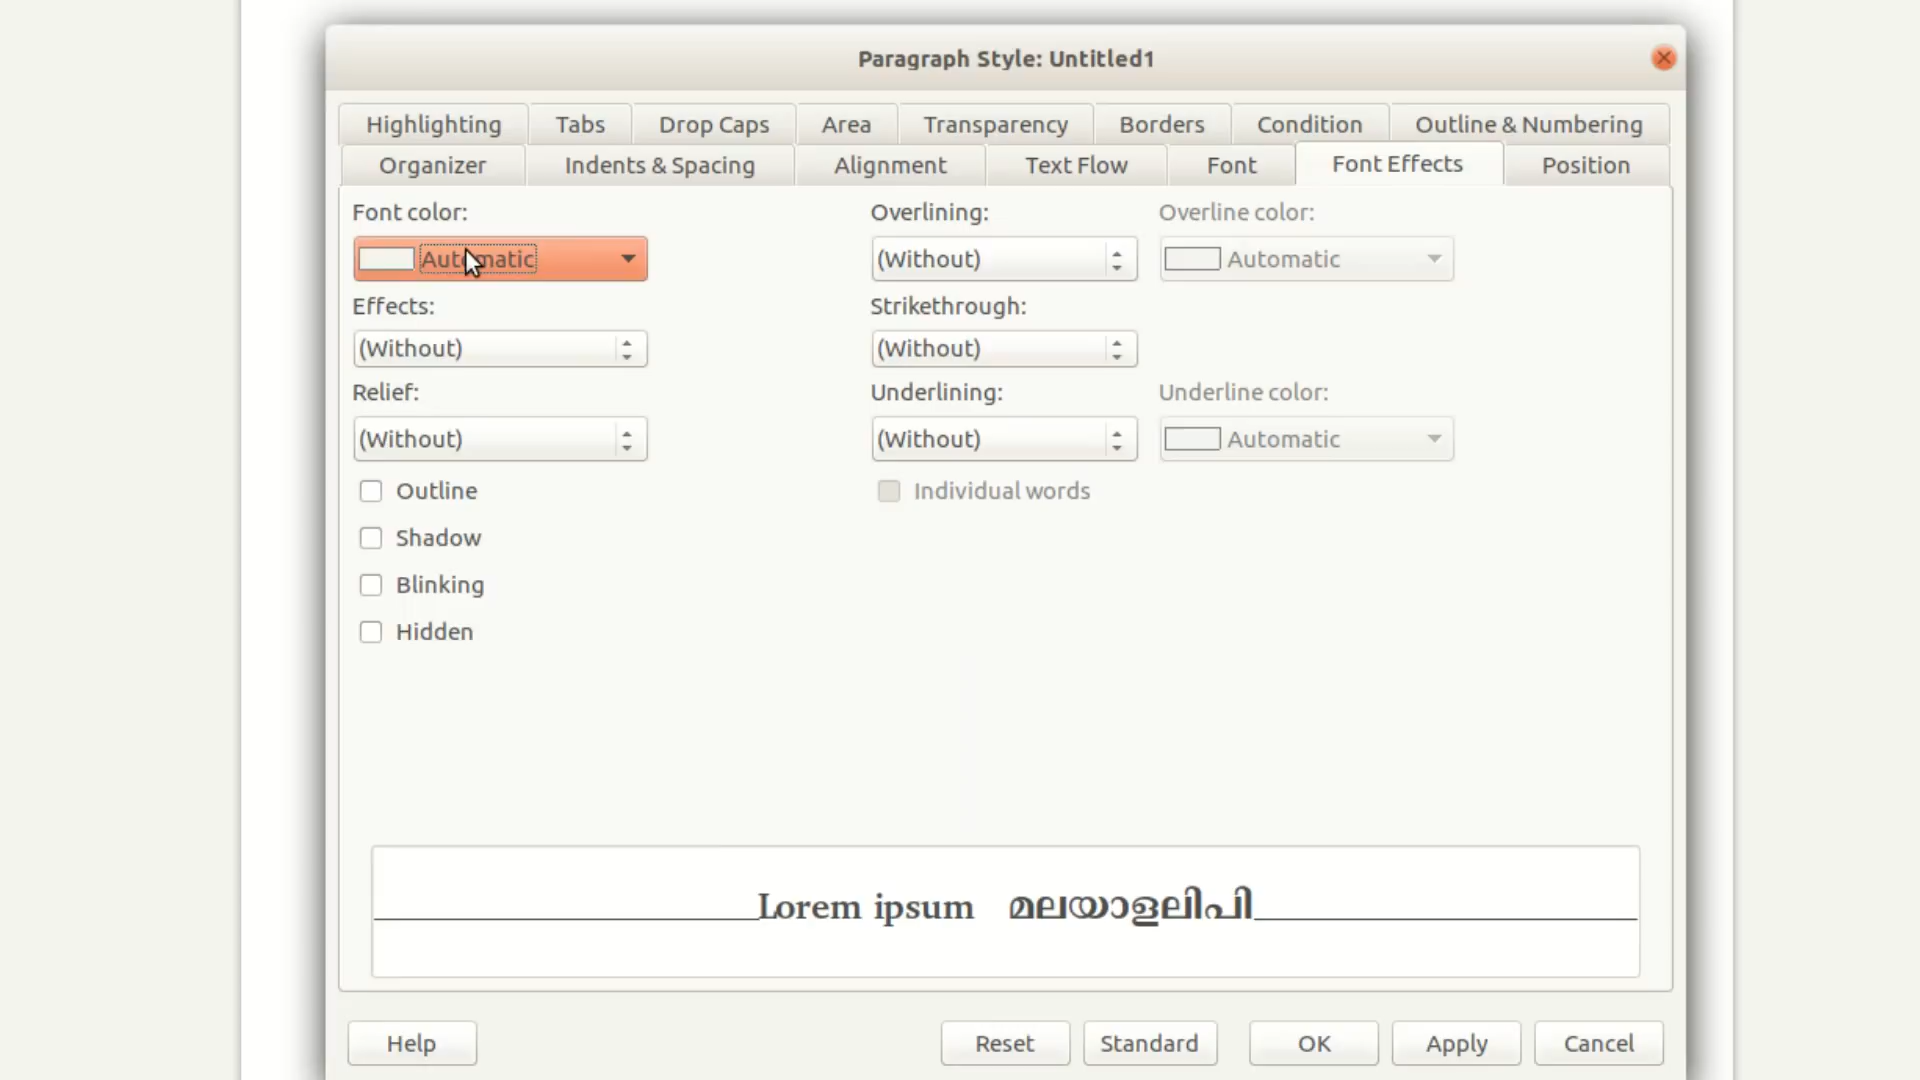 Paragraph Style: Untitled1
Highlighting Tabs Drop Caps Area Transparency Borders Condition Outline & Numbering
Organizer Indents & Spacing Alignment Text Flow Font Font Effects Position
Font color: Overlining: Overline color:
Automatic (Without) Automatic
Effects: Strikethrough:
(Without) (Without)
Relief: Underlining: Underline color:
(Without) (Without) Automatic
Outline Individual words
Shadow
Blinking
Hidden
Lorem ipsum മലയാളലിപി
Help Reset Standard OK Apply Cancel